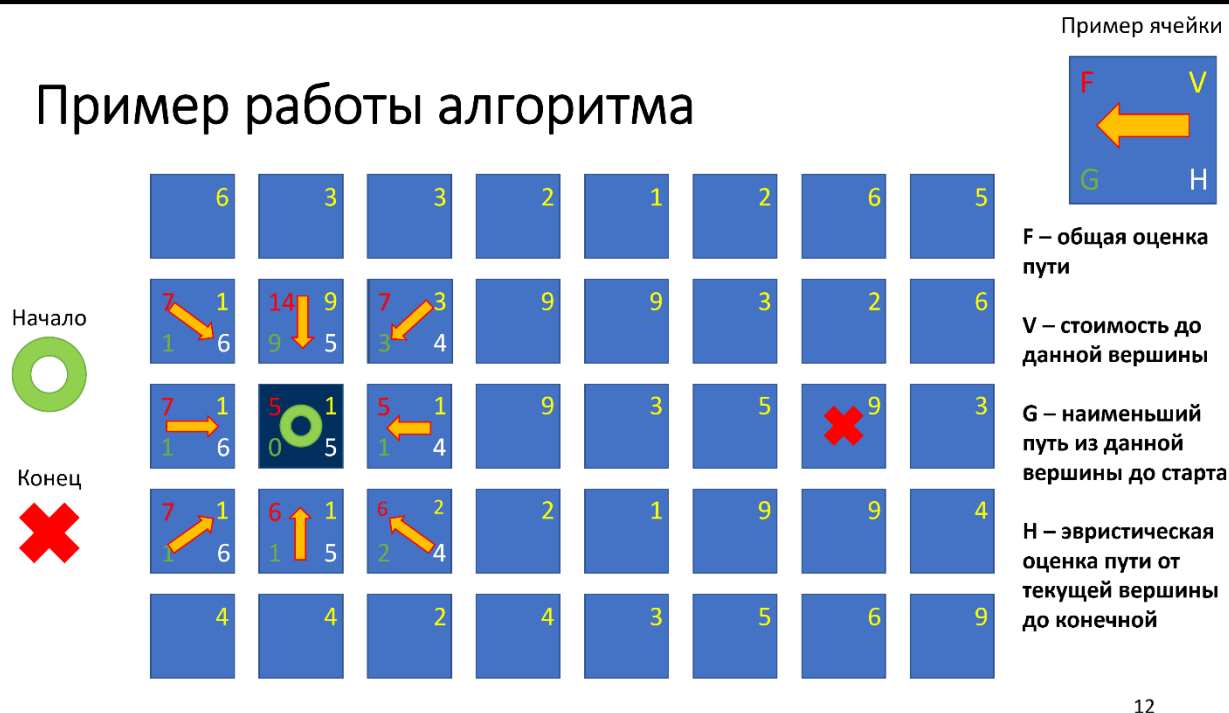 Пример ячейки
Пример работы алгоритма
F V
G H
6 3 3 2 1 2 6 5
F – общая оценка
пути
7 1 14 9 7 3 9 9 3 2 6
1 6 9 5 3 4
Начало
V – стоимость до
данной вершины
7 1 5 1 5 1 9 3 5 9 3
1 6 0 5 1 4
G – наименьший
путь из данной
вершины до старта
Конец
7 1 6 1 6 2 2 1 9 9 4
1 6 1 5 2 4
H – эвристическая
оценка пути от
текущей вершины
до конечной
4 4 2 4 3 5 6 9
12